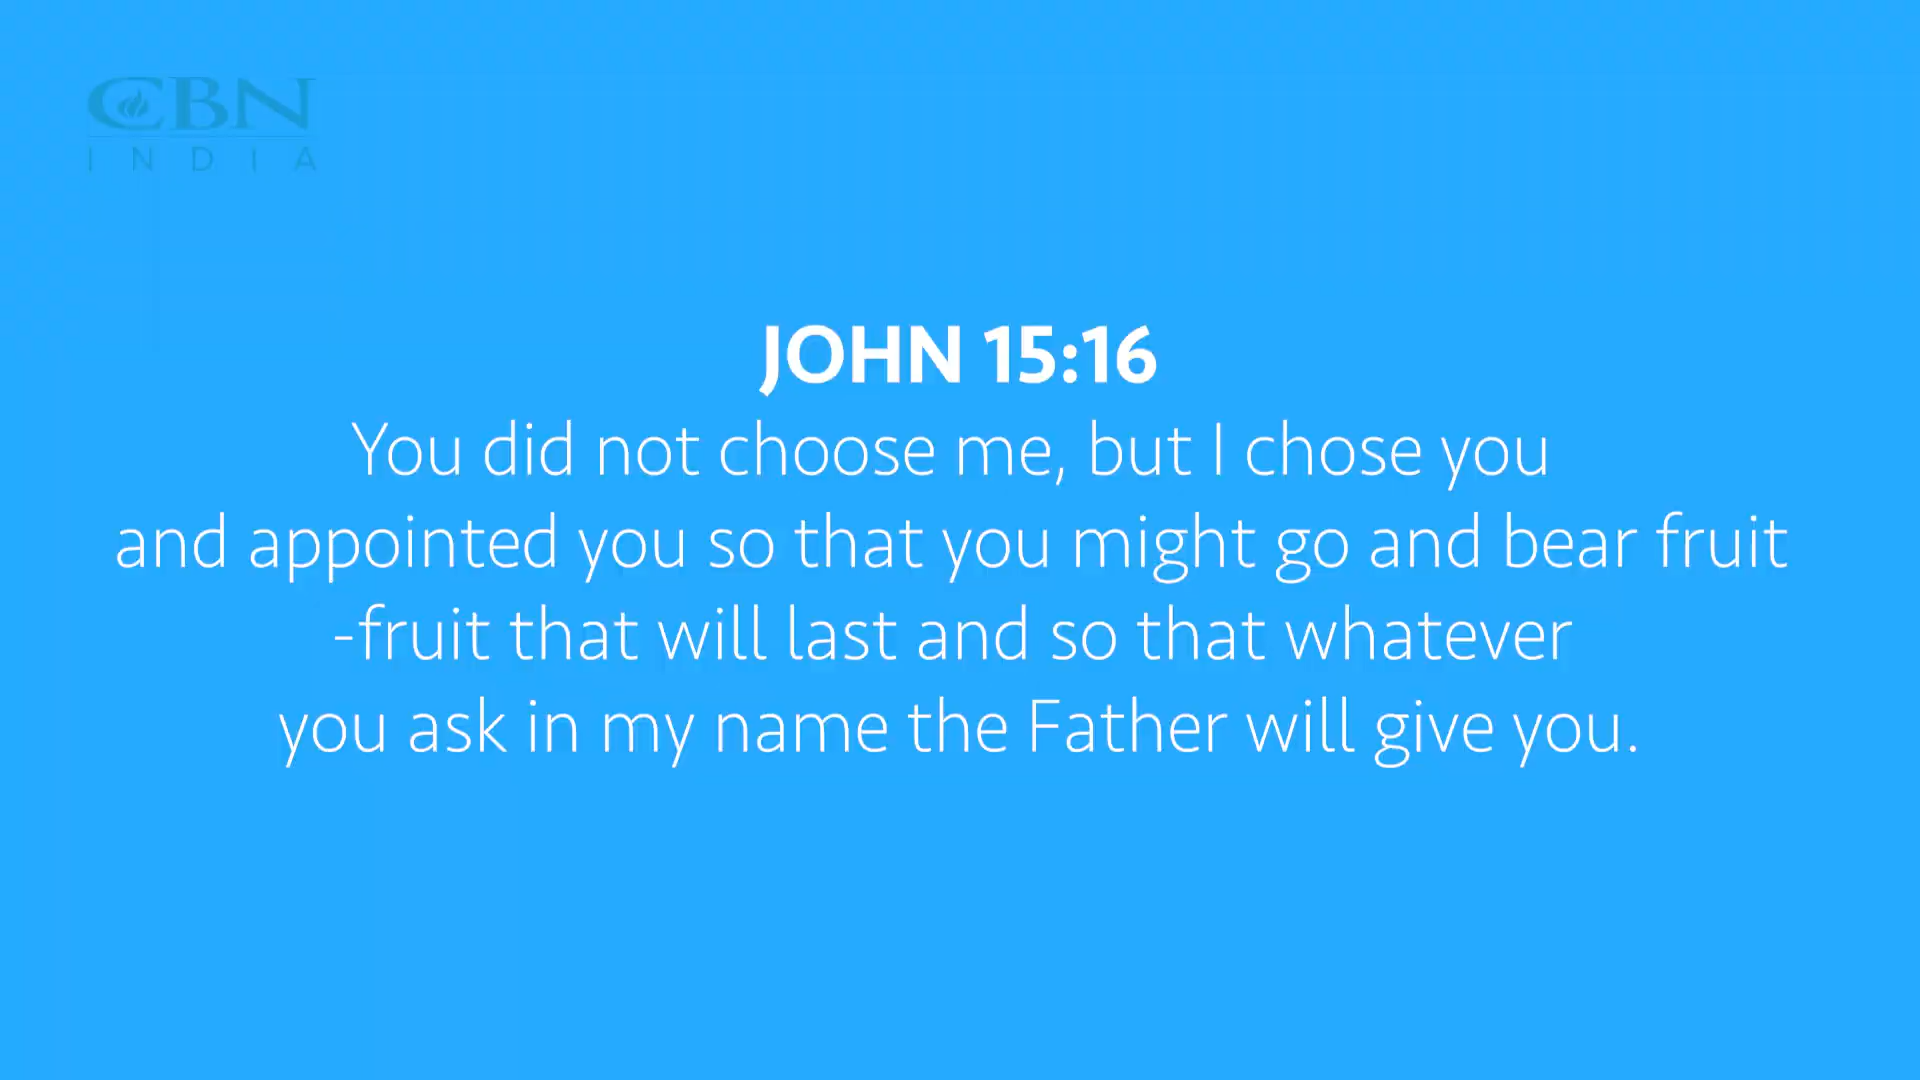 CBN
INDIA
JOHN 15:16
You did not choose me, but I chose you
and appointed you so that you might go and bear fruit
-fruit that will last and so that whatever
you ask in my name the Father will give you.